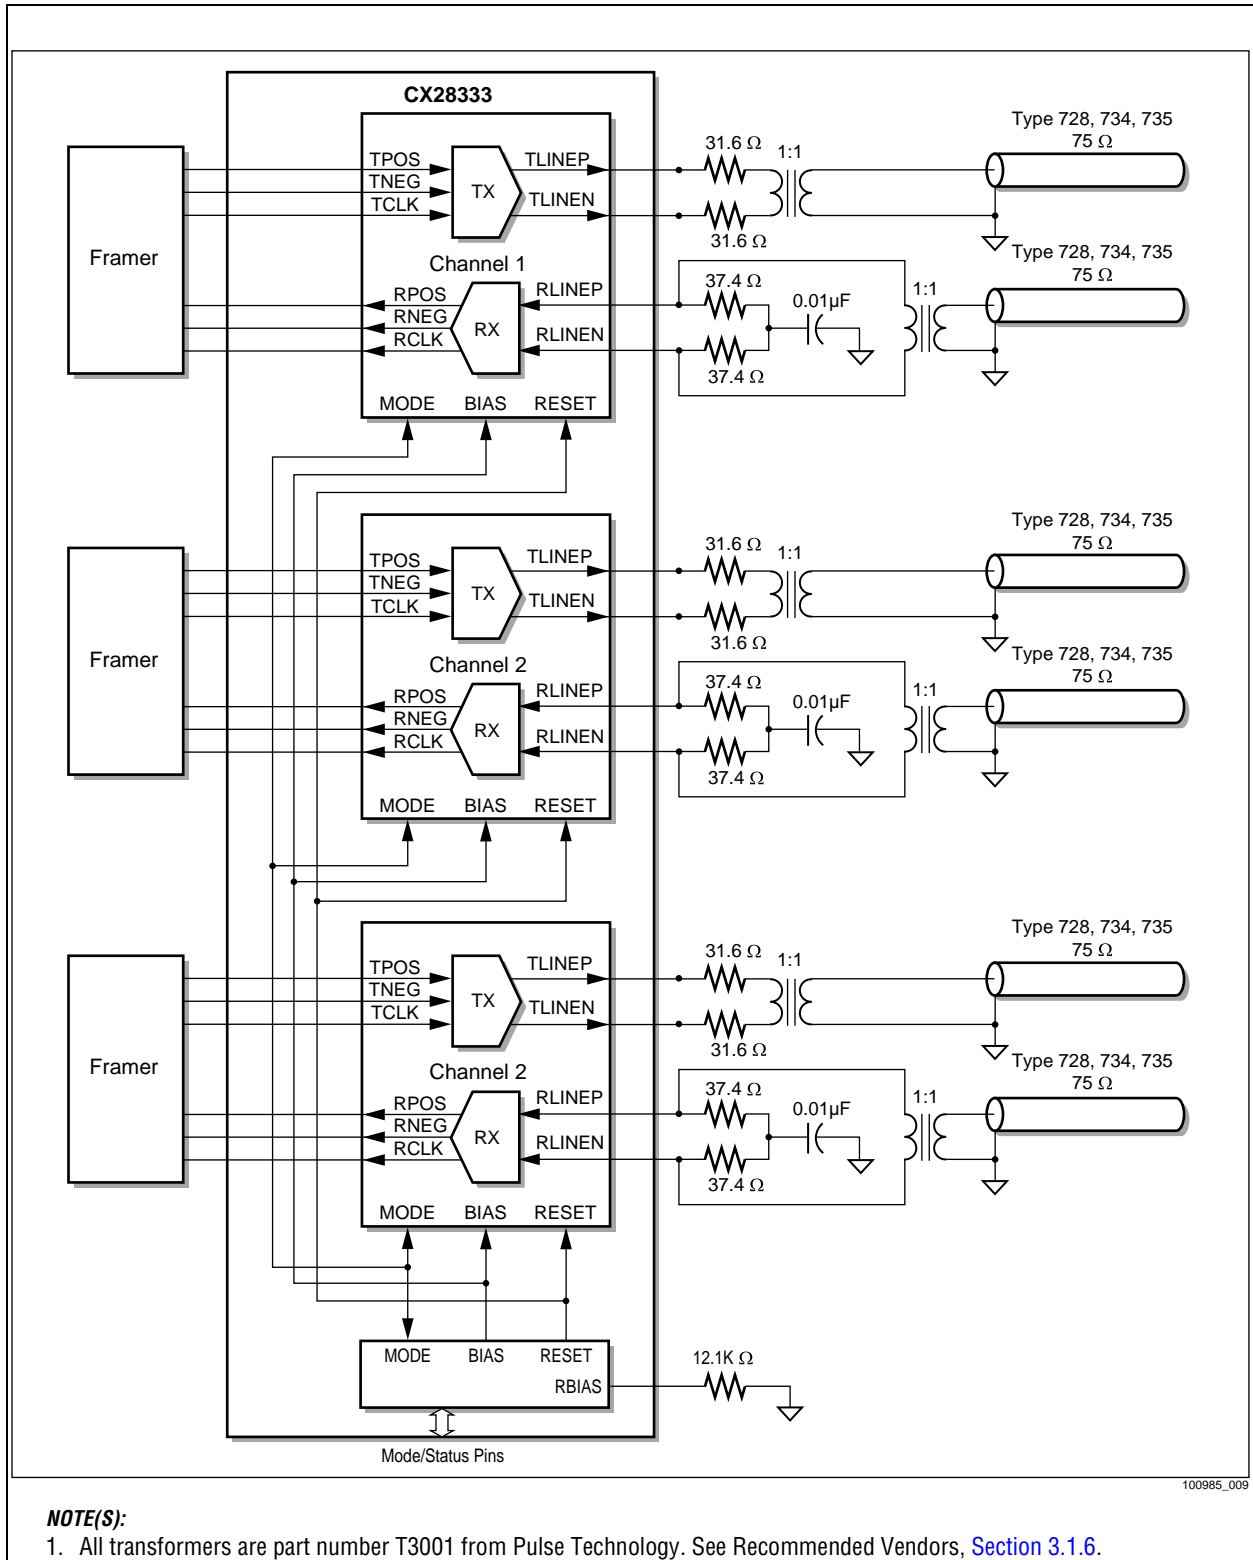 CX28333
Type 728, 734, 735
75 Ω
31.6 Ω
1:1
TPOS
TNEG
TCLK
TX
TLINEP
TLINEN
31.6 Ω
Framer
Channel 1
Type 728, 734, 735
75 Ω
37.4 Ω
0.01µF
1:1
RPOS
RNEG
RCLK
RX
RLINEP
RLINEN
37.4 Ω
MODE BIAS RESET
Type 728, 734, 735
75 Ω
31.6 Ω
1:1
TPOS
TNEG
TCLK
TX
TLINEP
TLINEN
31.6 Ω
Framer
Channel 2
Type 728, 734, 735
75 Ω
37.4 Ω
0.01µF
1:1
RPOS
RNEG
RCLK
RX
RLINEP
RLINEN
37.4 Ω
MODE BIAS RESET
Type 728, 734, 735
75 Ω
31.6 Ω
1:1
TPOS
TNEG
TCLK
TX
TLINEP
TLINEN
31.6 Ω
Framer
Channel 2
Type 728, 734, 735
75 Ω
37.4 Ω
0.01µF
1:1
RPOS
RNEG
RCLK
RX
RLINEP
RLINEN
37.4 Ω
MODE BIAS RESET
MODE BIAS RESET
RBIAS
12.1K Ω
Mode/Status Pins
100985_009
NOTE(S):
1. All transformers are part number T3001 from Pulse Technology. See Recommended Vendors, Section 3.1.6.